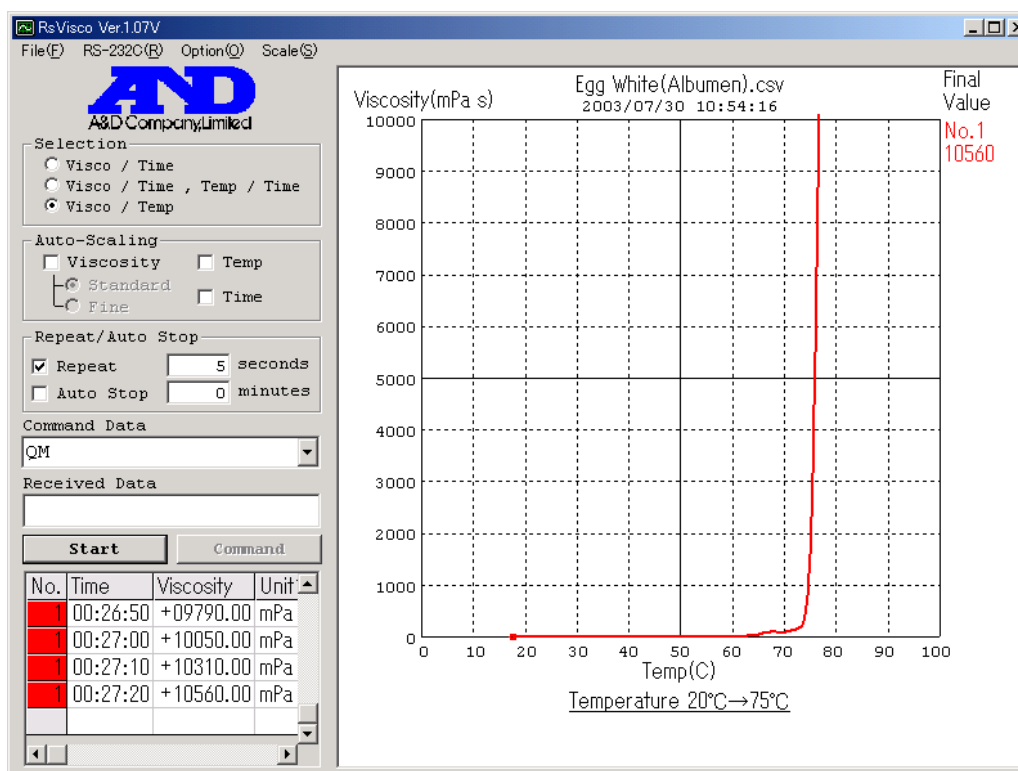 RsVisco Ver.1.07V
File(F) RS-232C(R) Option(O) Scale(S)
AND
A&D Company,Limited
Selection
Visco / Time
Visco / Time , Temp / Time
Visco / Temp
Auto-Scaling
Viscosity Temp
Standard
Fine
Time
Repeat/Auto Stop
Repeat 5 seconds
Auto Stop 0 minutes
Command Data
QM
Received Data
Start Command
No. Time Viscosity Unit
1 00:26:50 +09790.00 mPa
1 00:27:00 +10050.00 mPa
1 00:27:10 +10310.00 mPa
1 00:27:20 +10560.00 mPa
Egg White(Albumen).csv
2003/07/30 10:54:16
Viscosity(mPa s)
Final
Value
No.1
10560
10000
9000
8000
7000
6000
5000
4000
3000
2000
1000
0
0 10 20 30 40 50 60 70 80 90 100
Temp(C)
Temperature 20℃→75℃